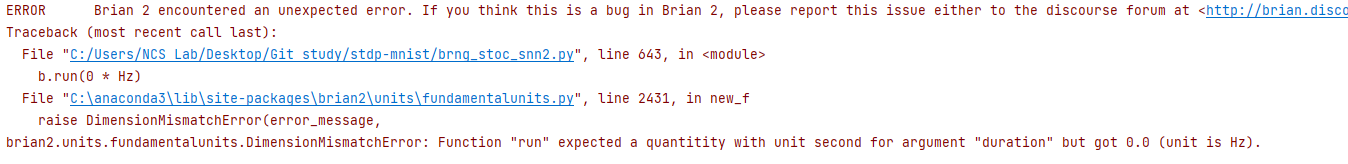 ERROR      Brian 2 encountered an unexpected error. If you think this is a bug in Brian 2, please report this issue either to the discourse forum at <http://brian.disco
Traceback (most recent call last):
  File "C:/Users/NCS Lab/Desktop/Git study/stdp-mnist/brnq_stoc_snn2.py", line 643, in <module>
    b.run(0 * Hz)
  File "C:\anaconda3\lib\site-packages\brian2\units\fundamentalunits.py", line 2431, in new_f
    raise DimensionMismatchError(error_message,
brian2.units.fundamentalunits.DimensionMismatchError: Function "run" expected a quantitity with unit second for argument "duration" but got 0.0 (unit is Hz).